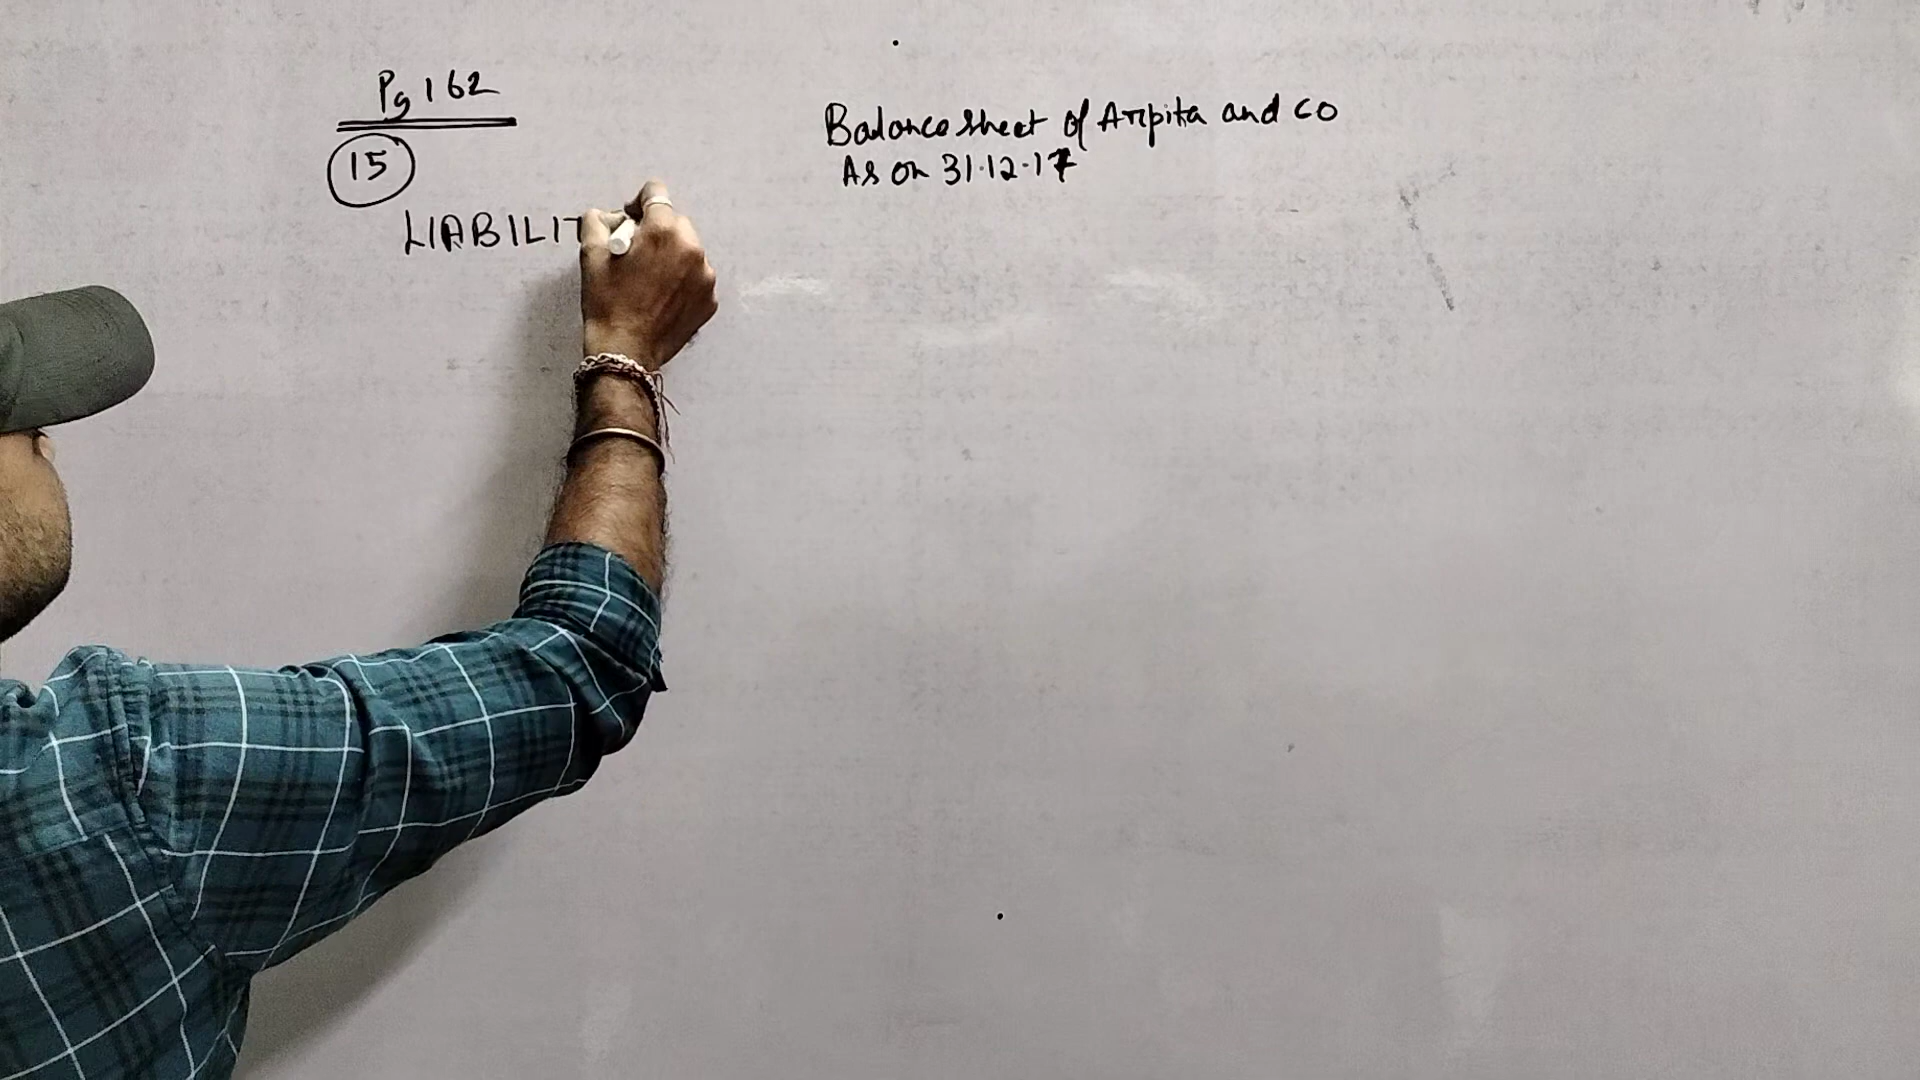 Pg 162
15
Balance sheet of Arpita and co
As on 31.12.17
LIABILIT